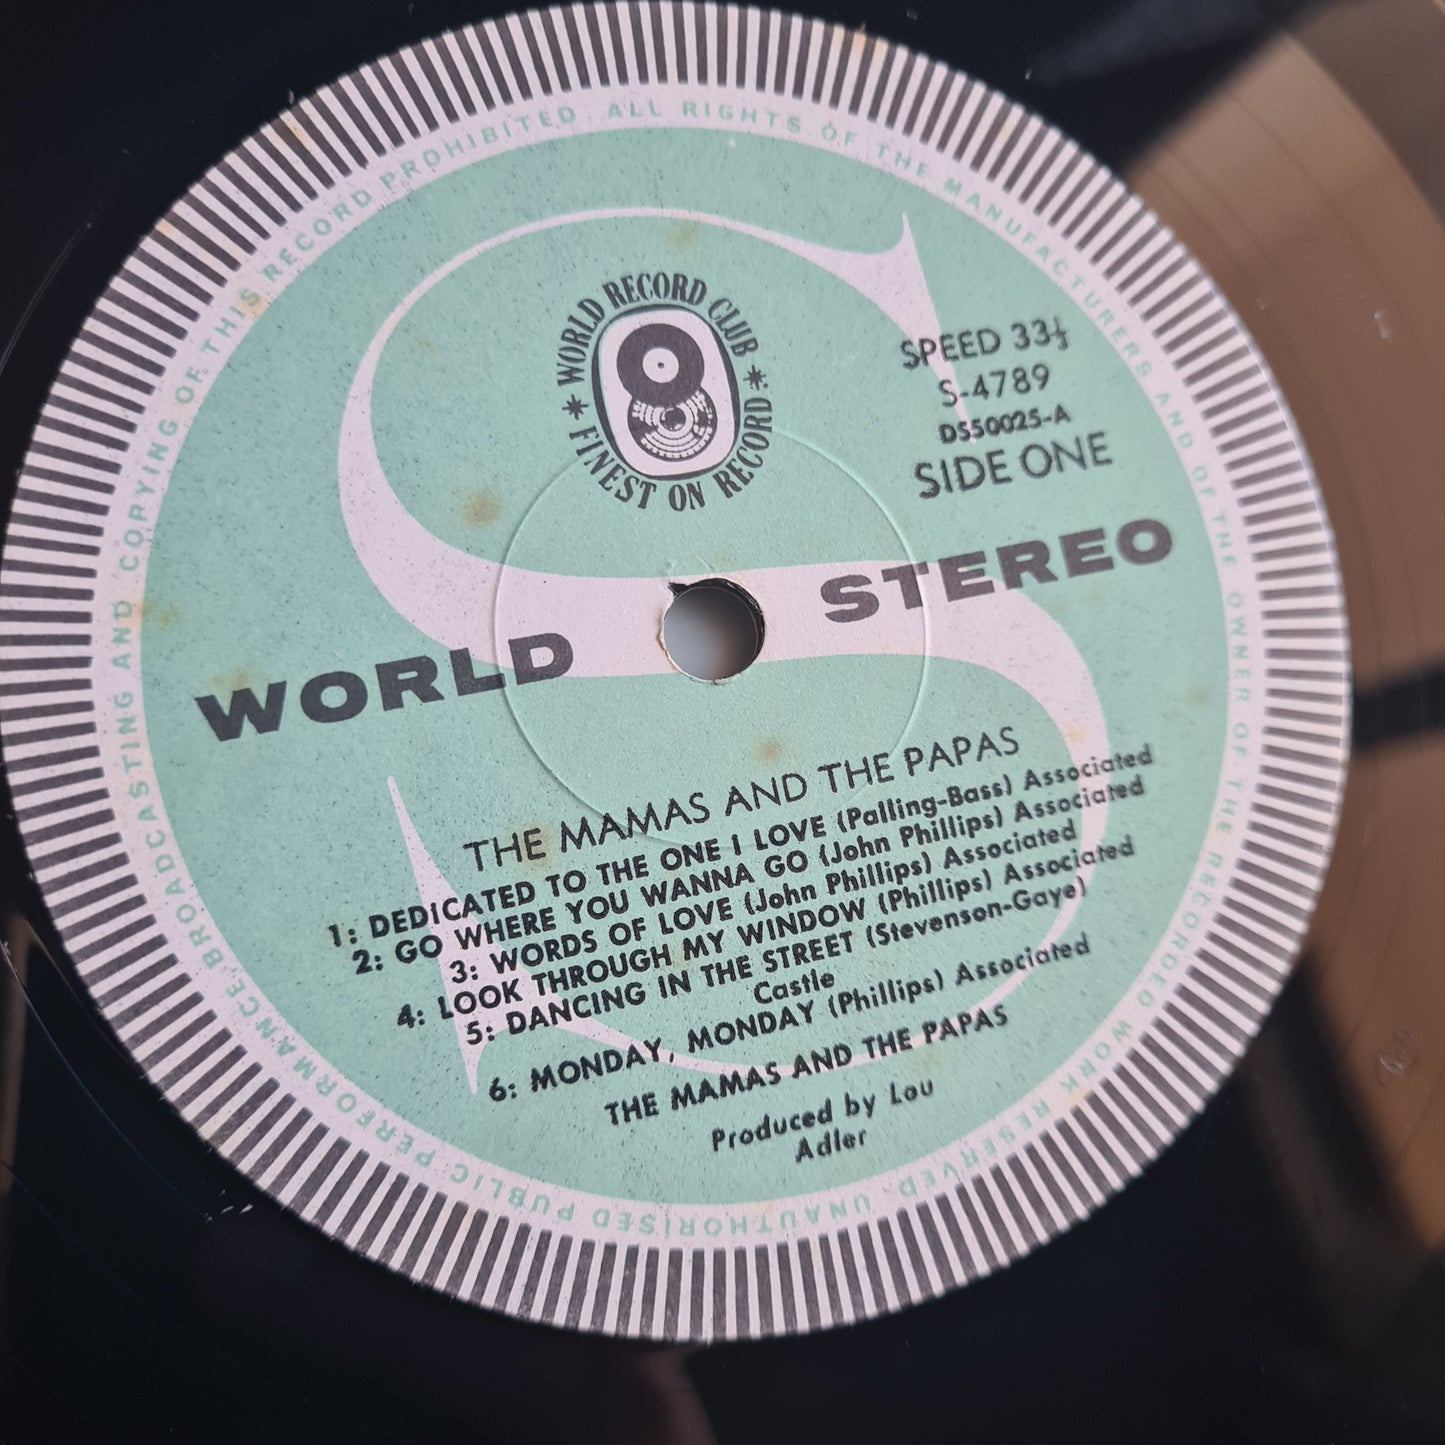 ALL RIGHTS OF THE MANUFACTURERS AND OF THE OWNER OF THE RECORDED WORK RESERVED. UNAUTHORISED PUBLIC PERFORMANCE, BROADCASTING AND COPYING OF THIS RECORD PROHIBITED
* WORLD RECORD CLUB *
FINEST ON RECORD
SPEED 33⅓
S-4789
DS50025-A
SIDE ONE
WORLD STEREO
THE MAMAS AND THE PAPAS
1: DEDICATED TO THE ONE I LOVE (Palling-Bass) Associated
2: GO WHERE YOU WANNA GO (John Phillips) Associated
3: WORDS OF LOVE (John Phillips) Associated
4: LOOK THROUGH MY WINDOW (Phillips) Associated
5: DANCING IN THE STREET (Stevenson-Gaye)
Castle
6: MONDAY, MONDAY (Phillips) Associated
THE MAMAS AND THE PAPAS
Produced by Lou
Adler